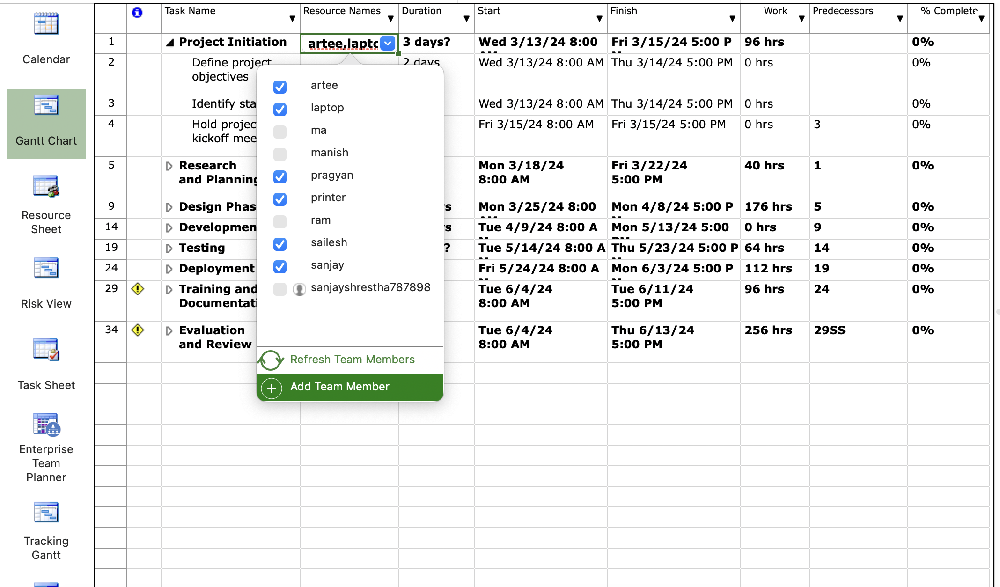 Calendar
Gantt Chart
Resource
Sheet
Risk View
Task Sheet
Enterprise
Team
Planner
Tracking
Gantt
Task Name Resource Names Duration Start Finish Work Predecessors % Complete
1 Project Initiation artee,lapto 3 days? Wed 3/13/24 8:00 AM Fri 3/15/24 5:00 P 96 hrs 0%
2 Define project 2 days Wed 3/13/24 8:00 AM Thu 3/14/24 5:00 PM 0 hrs 0%
objectives
3 Identify sta Wed 3/13/24 8:00 AM Thu 3/14/24 5:00 PM 0 hrs 0%
4 Hold project Fri 3/15/24 8:00 AM Fri 3/15/24 5:00 PM 0 hrs 3 0%
kickoff mee
5 Research Mon 3/18/24 Fri 3/22/24 40 hrs 1 0%
and Planning 8:00 AM 5:00 PM
9 Design Phas s Mon 3/25/24 8:00 Mon 4/8/24 5:00 P 176 hrs 5 0%
14 Developmen s Tue 4/9/24 8:00 A Mon 5/13/24 5:00 0 hrs 9 0%
19 Testing ? Tue 5/14/24 8:00 A Thu 5/23/24 5:00 P 64 hrs 14 0%
24 Deployment Fri 5/24/24 8:00 A Mon 6/3/24 5:00 P 112 hrs 19 0%
29 Training and Tue 6/4/24 Tue 6/11/24 96 hrs 24 0%
Documentati 8:00 AM 5:00 PM
34 Evaluation Tue 6/4/24 Thu 6/13/24 256 hrs 29SS 0%
and Review 8:00 AM 5:00 PM
artee
laptop
ma
manish
pragyan
printer
ram
sailesh
sanjay
sanjayshrestha787898
Refresh Team Members
Add Team Member